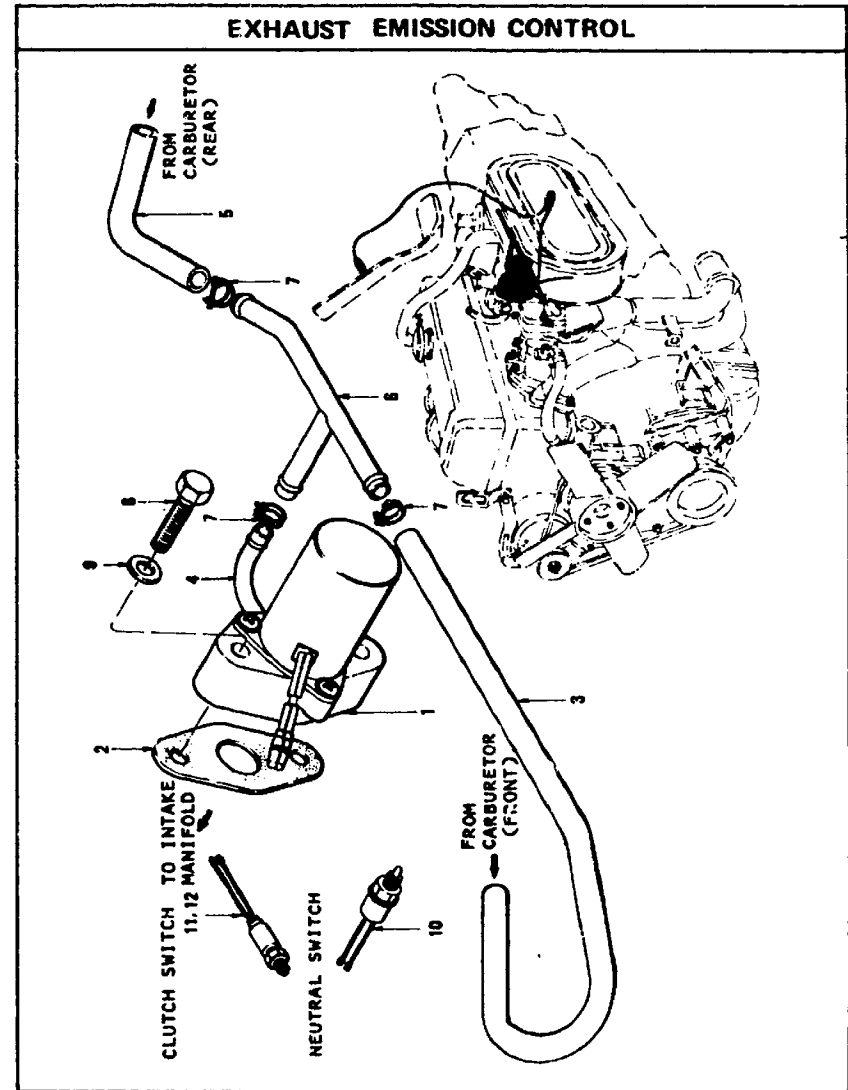 EXHAUST EMISSION CONTROL
FROM
CARBURETOR
(REAR)
5
7
6
8
7
9
4
7
1
2
3
FROM
CARBURETOR
(FRONT)
CLUTCH SWITCH
11.12
TO INTAKE
MANIFOLD
NEUTRAL SWITCH
10